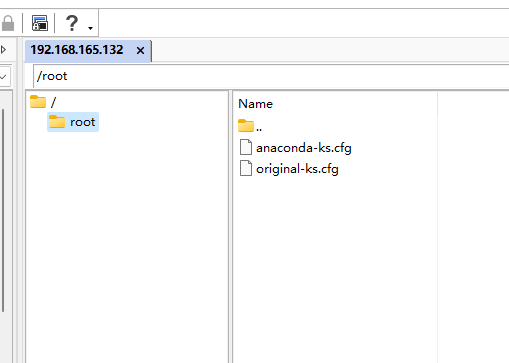 ?
192.168.165.132 ×
/root
/
root
Name
..
anaconda-ks.cfg
original-ks.cfg